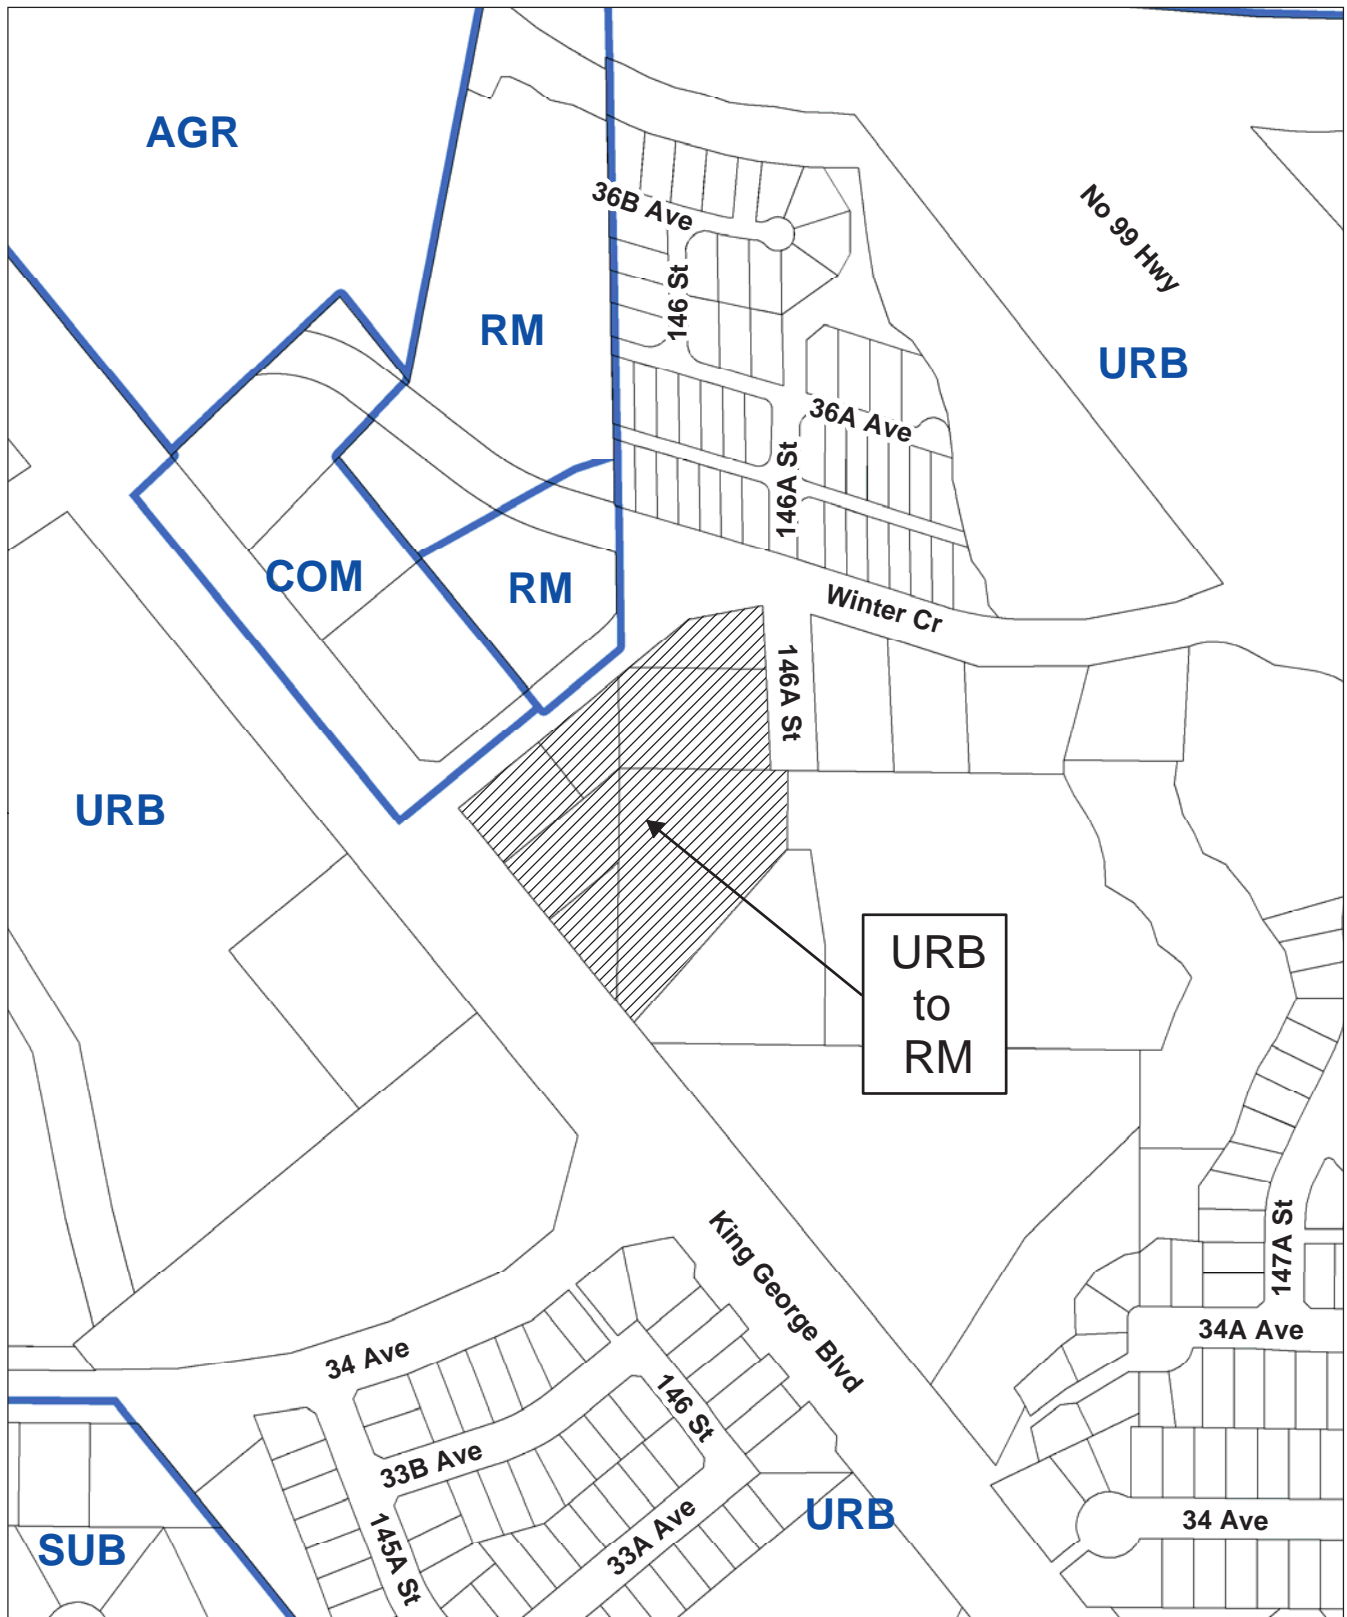 AGR
36B Ave
No 99 Hwy
146 St
RM
URB
36A Ave
146A St
COM
RM
Winter Cr
146A St
URB
URB
to
RM
King George Blvd
147A St
34A Ave
34 Ave
146 St
33B Ave
URB
34 Ave
SUB
145A St
33A Ave